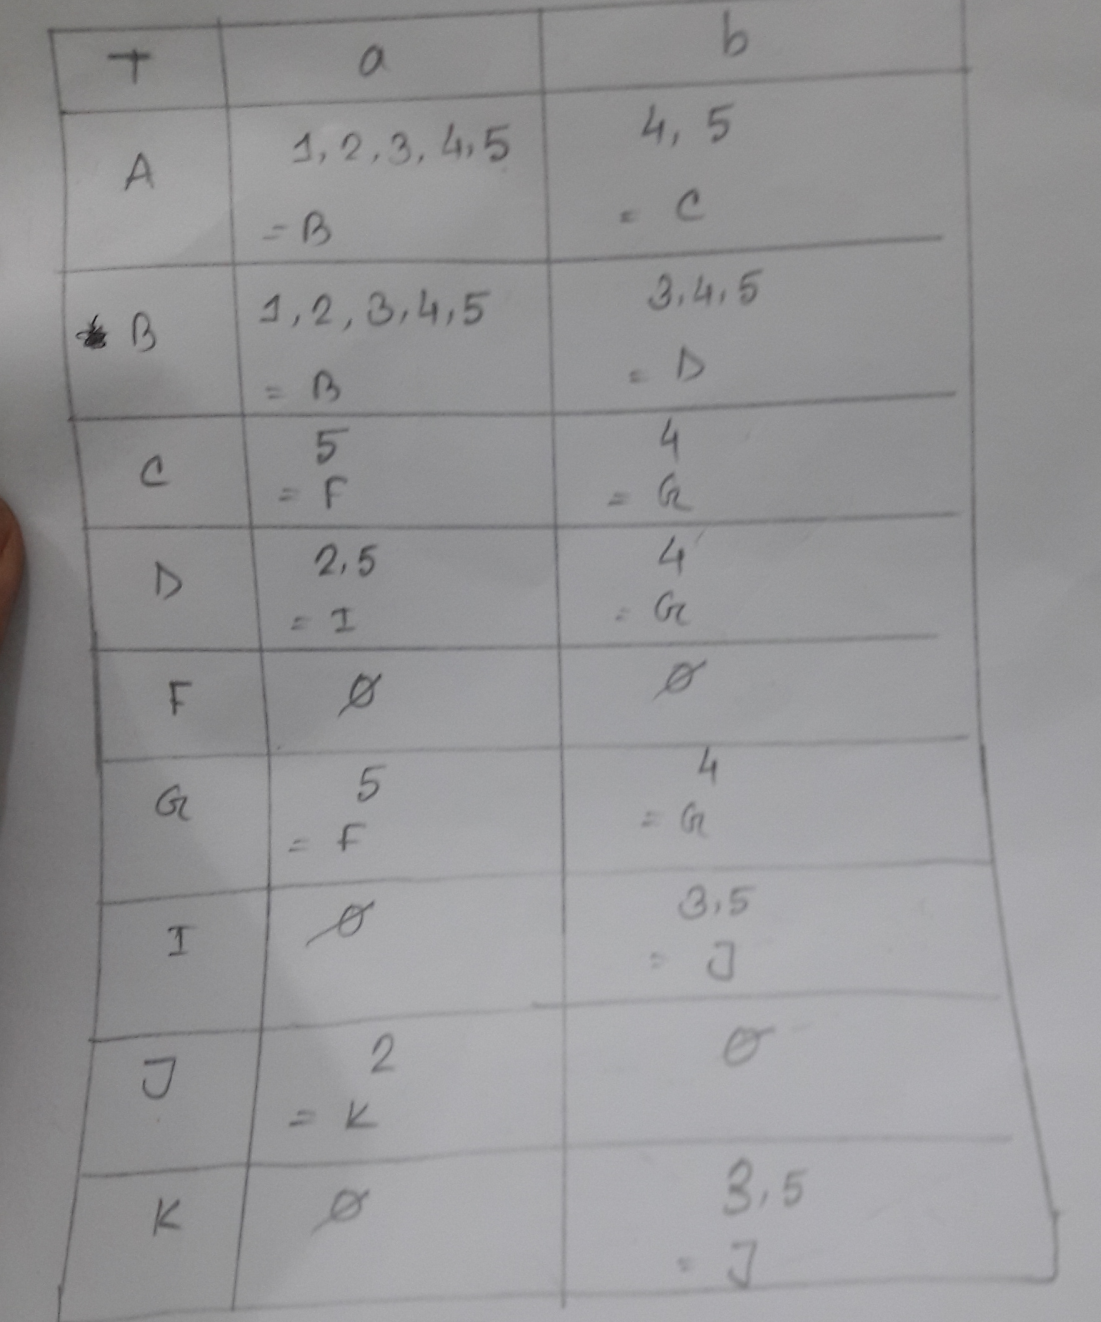 T a b
A 1,2,3,4,5 4,5
=B = C
B 1,2,3,4,5 3,4,5
= B = D
C 5 4
= F = G
D 2,5 4
= I = G
F Ø Ø
G 5 4
= F = G
I Ø 3,5
= J
J 2 Ø
= K
K Ø 3,5
= J